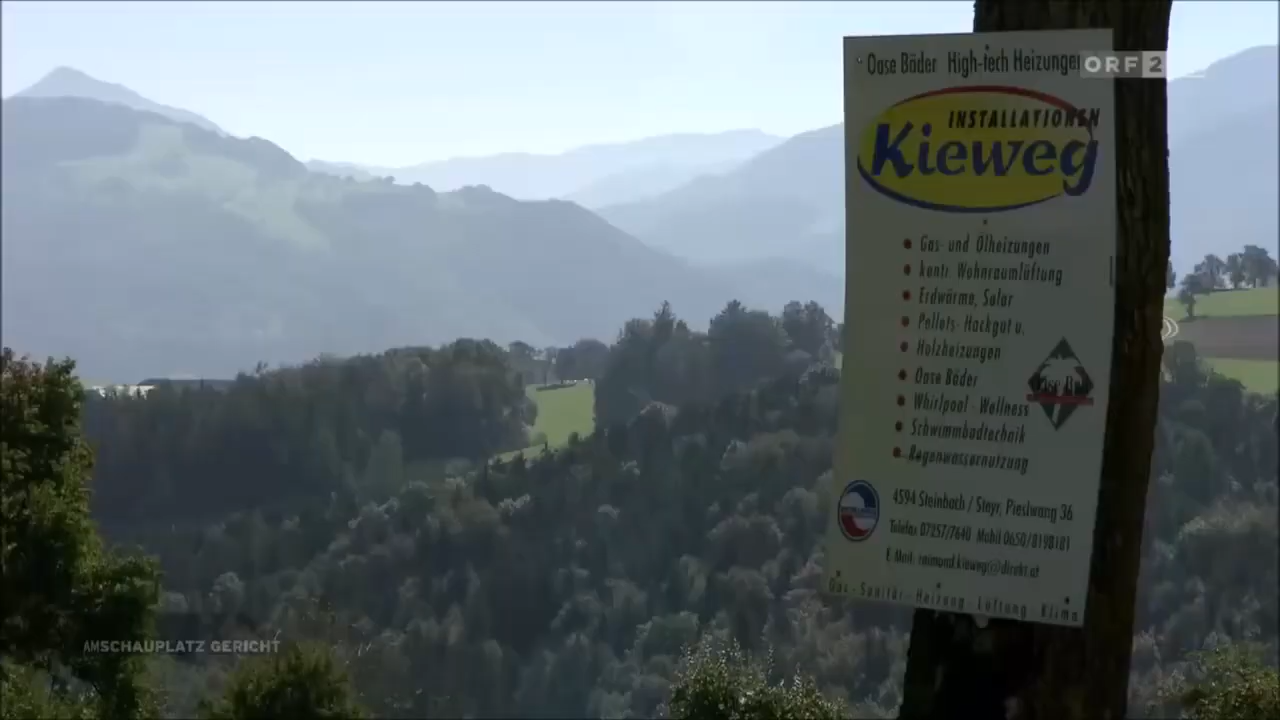 Oase Bäder High-tech Heizungen
ORF 2
INSTALLATIONEN
Kieweg
Gas- und Ölheizungen
kontr. Wohnraumlüftung
Erdwärme, Solar
Pellets- Hackgut u.
Holzheizungen
Oase Bäder
Whirlpool - Wellness
Schwimmbadtechnik
Regenwassernutzung
4594 Steinbach / Steyr, Pieslwang 36
Telefax 07257/7640 Mobil 0650/8198181
E-Mail: raimond.kieweg@direkt.at
Gas - Sanitär - Heizung - Lüftung - Klima
AMSCHAUPLATZ GERICHT